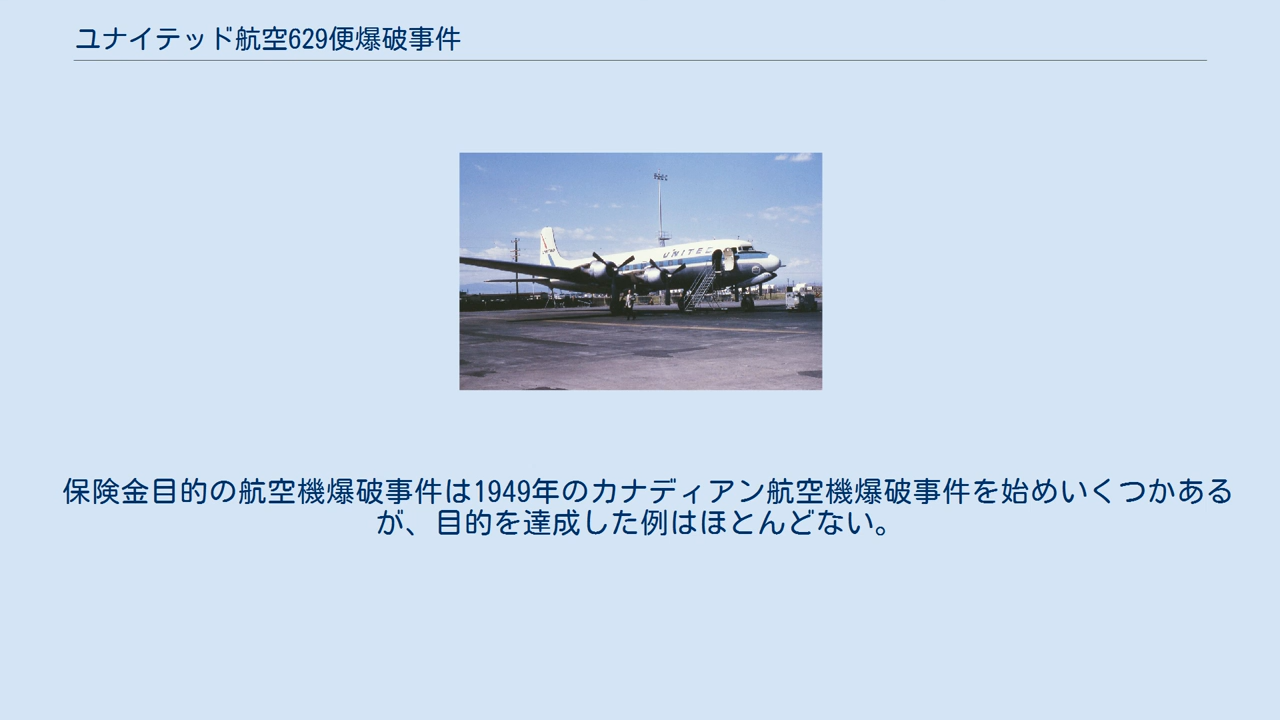 ユナイテッド航空629便爆破事件
UNITED
保険金目的の航空機爆破事件は1949年のカナディアン航空機爆破事件を始めいくつかある
が、目的を達成した例はほとんどない。